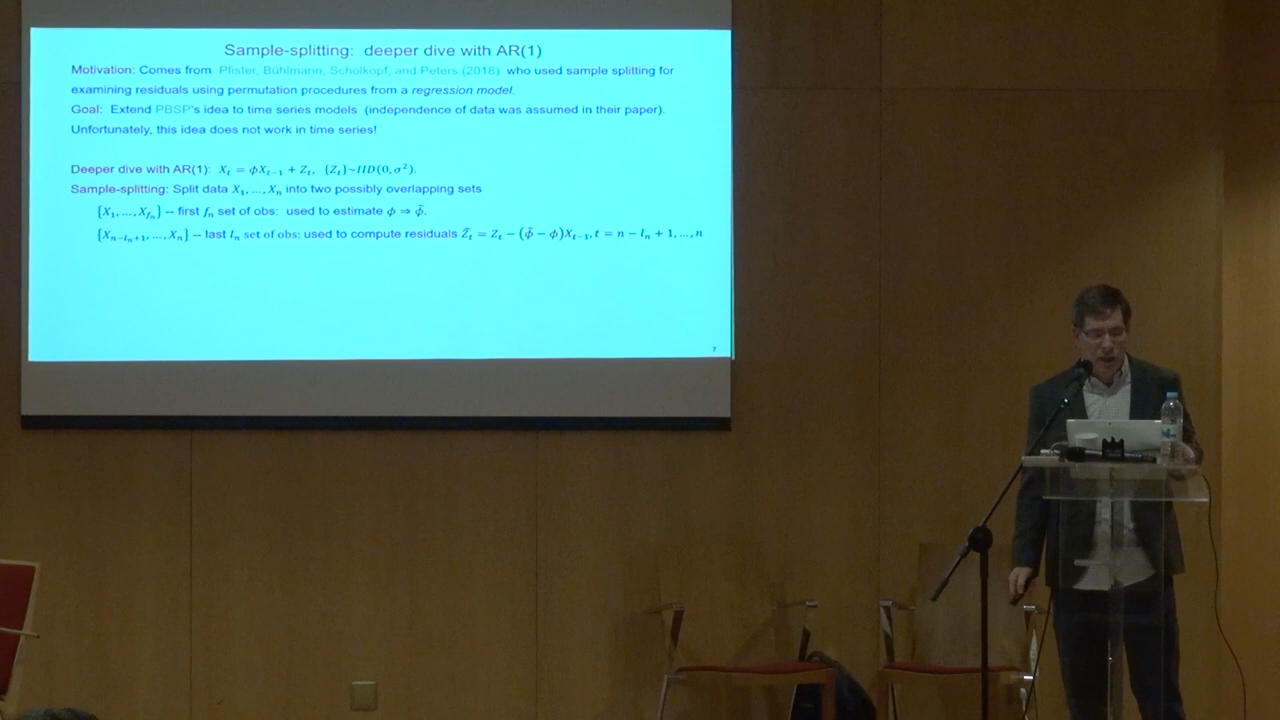 Sample-splitting: deeper dive with AR(1)
Motivation: Comes from Pfister, Bühlmann, Schölkopf, and Peters (2018) who used sample splitting for
examining residuals using permutation procedures from a regression model.
Goal: Extend PBSP's idea to time series models (independence of data was assumed in their paper).
Unfortunately, this idea does not work in time series!
Deeper dive with AR(1): X_t = ϕX_{t−1} + Z_t, {Z_t}~IID(0, σ²).
Sample-splitting: Split data X_1, …, X_n into two possibly overlapping sets
{X_1, …, X_{f_n}} -- first f_n set of obs: used to estimate ϕ ⇒ ϕ̂.
{X_{n−l_n+1}, …, X_n} -- last l_n set of obs: used to compute residuals Ẑ_t = Z_t − (ϕ̂ − ϕ)X_{t−1}, t = n − l_n + 1, …, n
7